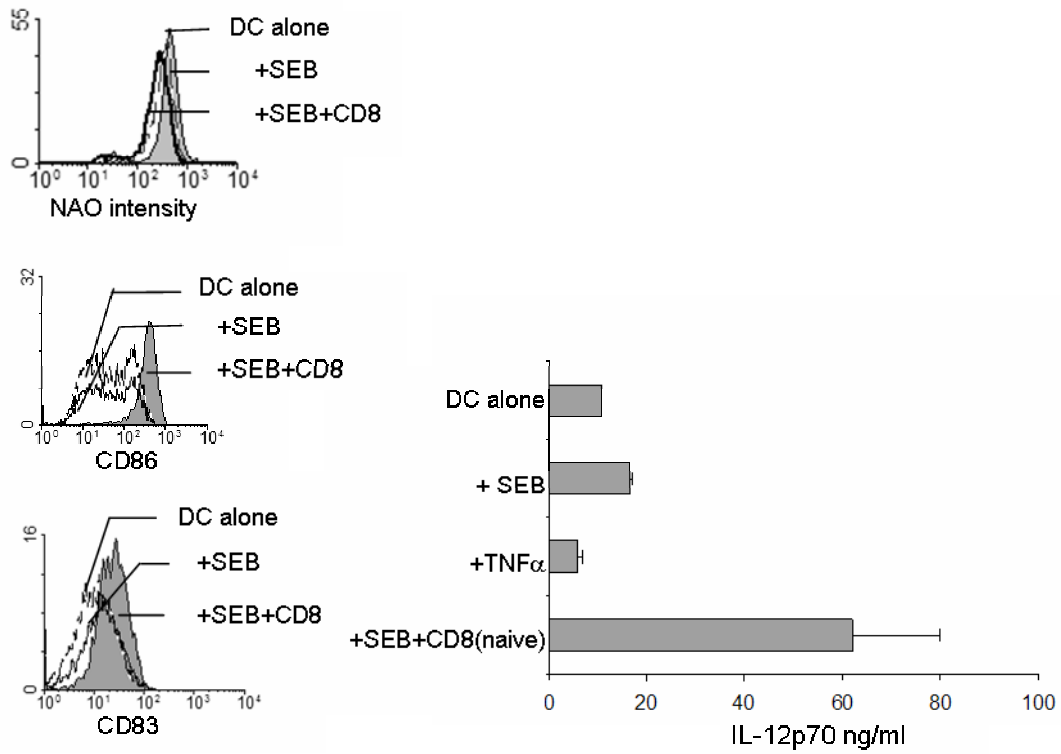 55
DC alone
+SEB
+SEB+CD8
0
10⁰ 10¹ 10² 10³ 10⁴
NAO intensity
32
DC alone
+SEB
+SEB+CD8
0
10⁰ 10¹ 10² 10³ 10⁴
CD86
16
DC alone
+SEB
+SEB+CD8
0
10⁰ 10¹ 10² 10³ 10⁴
CD83
DC alone
+ SEB
+TNFα
+SEB+CD8(naive)
0 20 40 60 80 100
IL-12p70 ng/ml